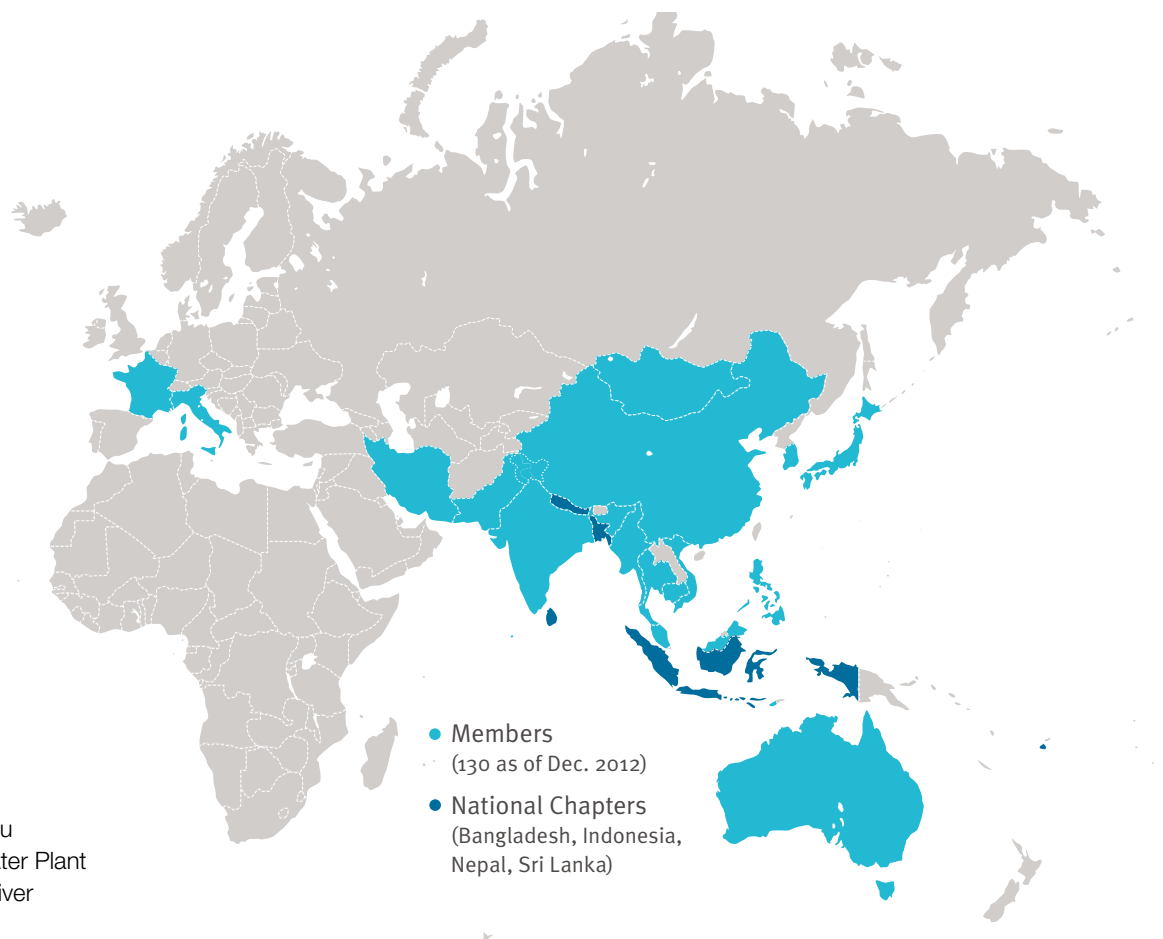 Members
(130 as of Dec. 2012)
National Chapters
(Bangladesh, Indonesia,
Nepal, Sri Lanka)
u
ter Plant
iver